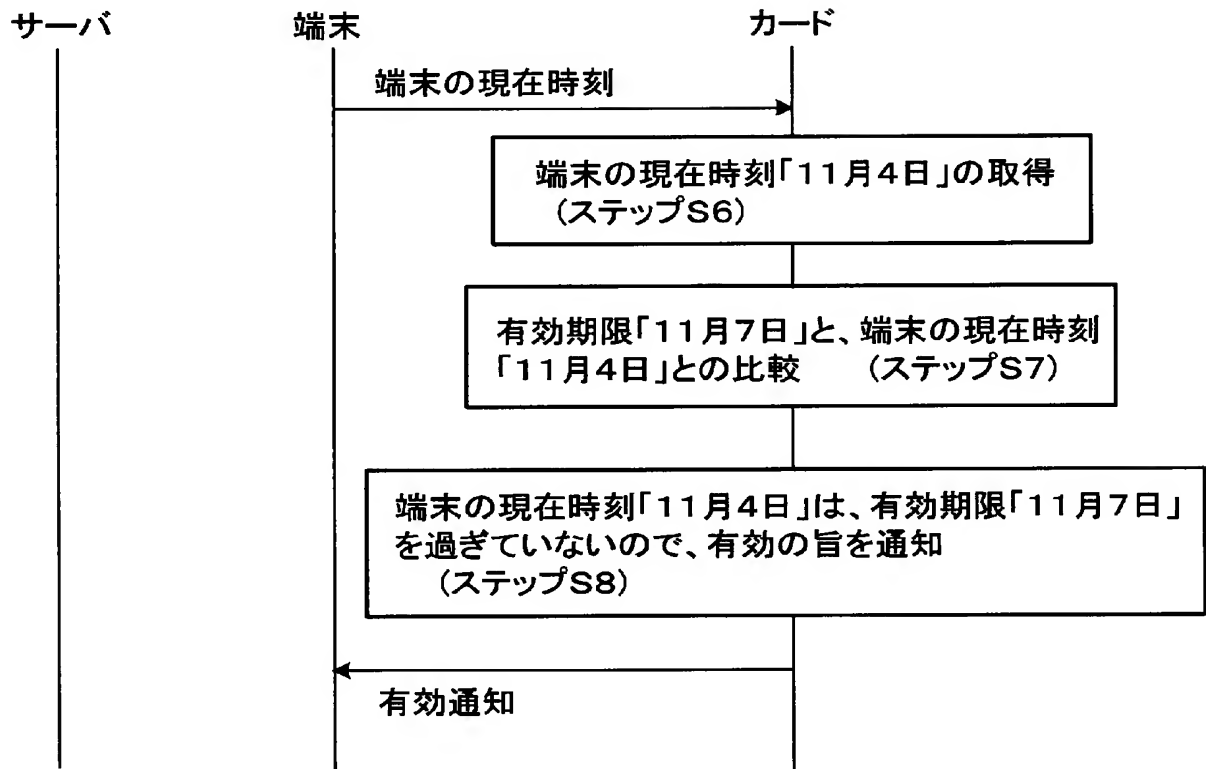 サーバ
端末
カード
端末の現在時刻
端末の現在時刻「11月4日」の取得
(ステップS6)
有効期限「11月7日」と、端末の現在時刻
「11月4日」との比較　(ステップS7)
端末の現在時刻「11月4日」は、有効期限「11月7日」
を過ぎていないので、有効の旨を通知
(ステップS8)
有効通知